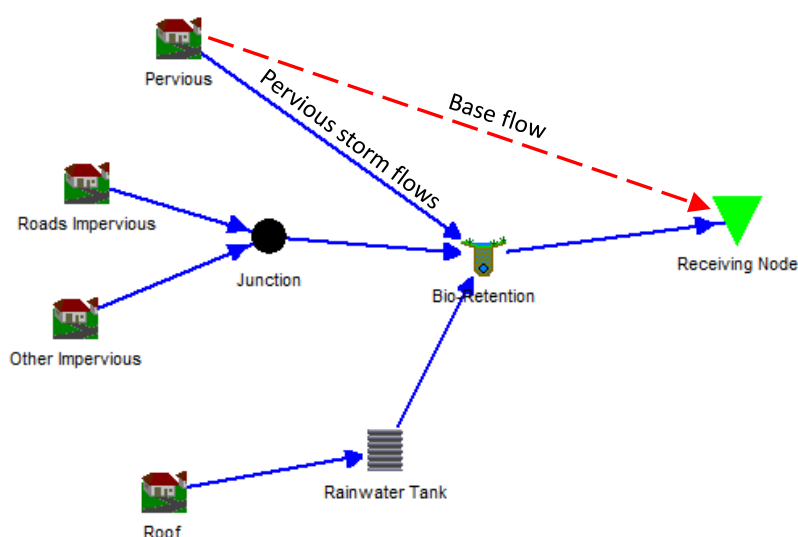 Pervious
Base flow
Pervious storm flows
Roads Impervious
Junction
Receiving Node
Bio-Retention
Other Impervious
Rainwater Tank
Roof